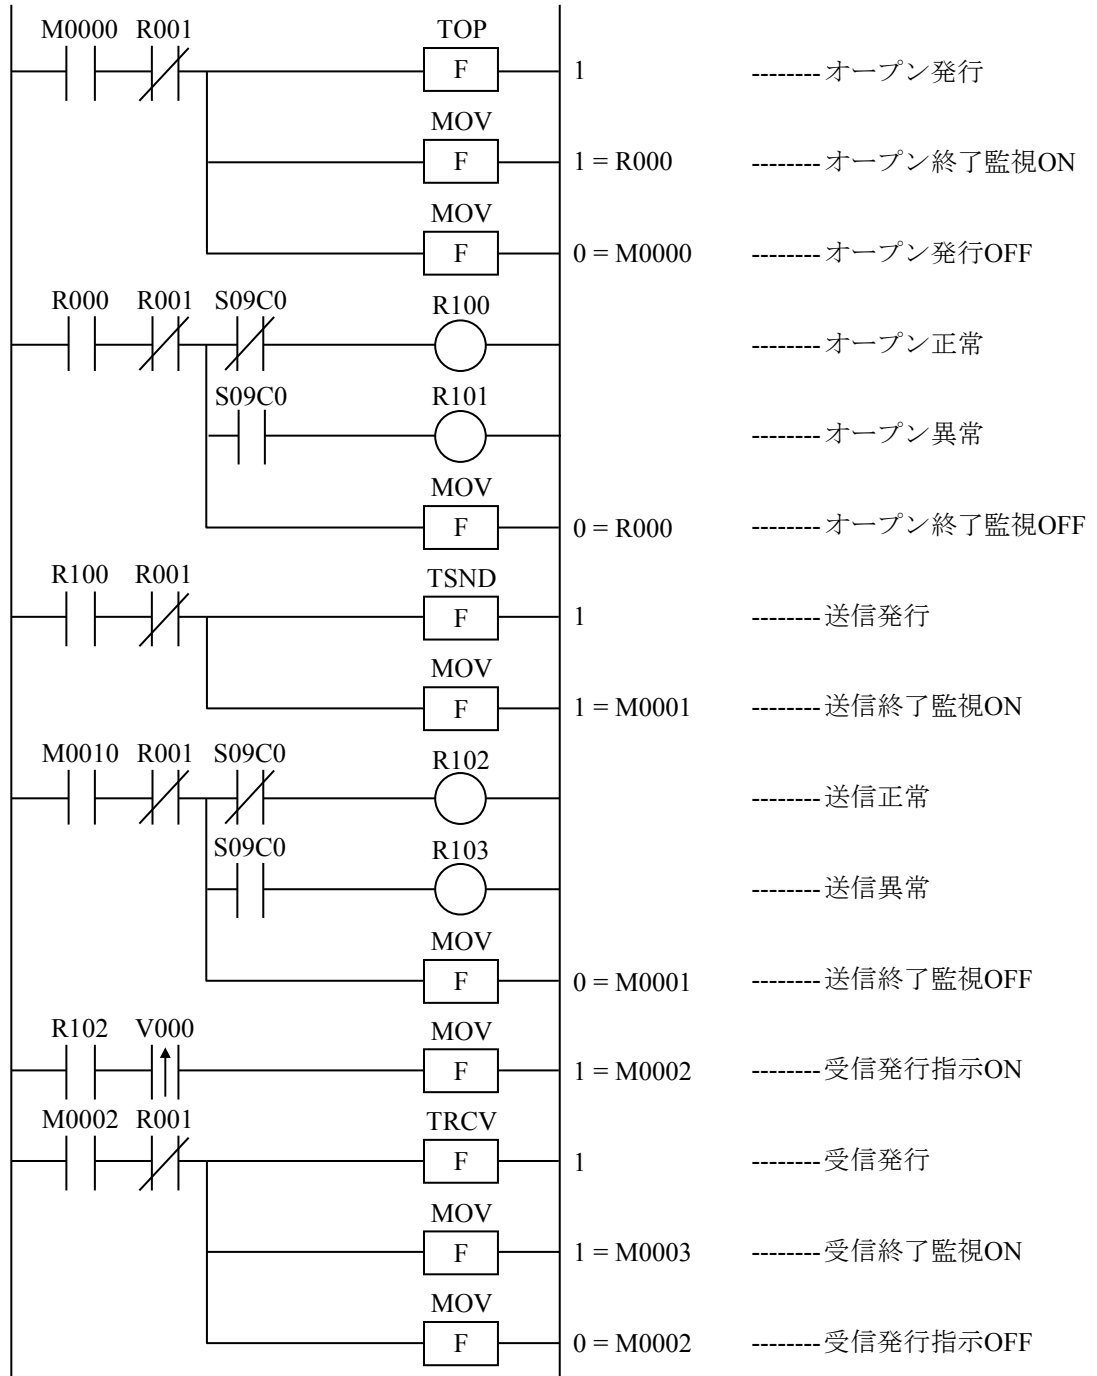 M0000 R001 TOP
F 1 --------オープン発行
MOV
F 1 = R000 --------オープン終了監視ON
MOV
F 0 = M0000 --------オープン発行OFF
R000 R001 S09C0 R100
--------オープン正常
S09C0 R101
--------オープン異常
MOV
F 0 = R000 --------オープン終了監視OFF
R100 R001 TSND
F 1 --------送信発行
MOV
F 1 = M0001 --------送信終了監視ON
M0010 R001 S09C0 R102
--------送信正常
S09C0 R103
--------送信異常
MOV
F 0 = M0001 --------送信終了監視OFF
R102 V000 MOV
F 1 = M0002 --------受信発行指示ON
M0002 R001 TRCV
F 1 --------受信発行
MOV
F 1 = M0003 --------受信終了監視ON
MOV
F 0 = M0002 --------受信発行指示OFF